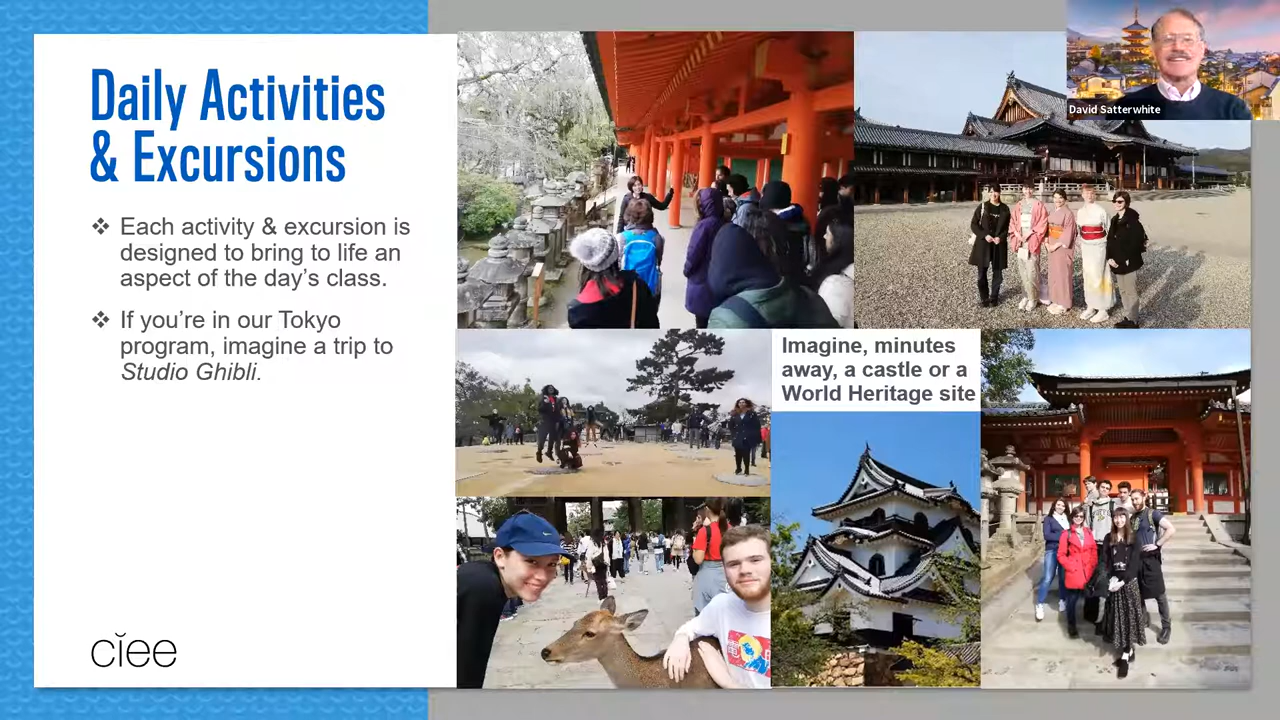 Daily Activities
& Excursions
❖ Each activity & excursion is
designed to bring to life an
aspect of the day's class.
❖ If you're in our Tokyo
program, imagine a trip to
Studio Ghibli.
ciee
Imagine, minutes
away, a castle or a
World Heritage site
David Satterwhite